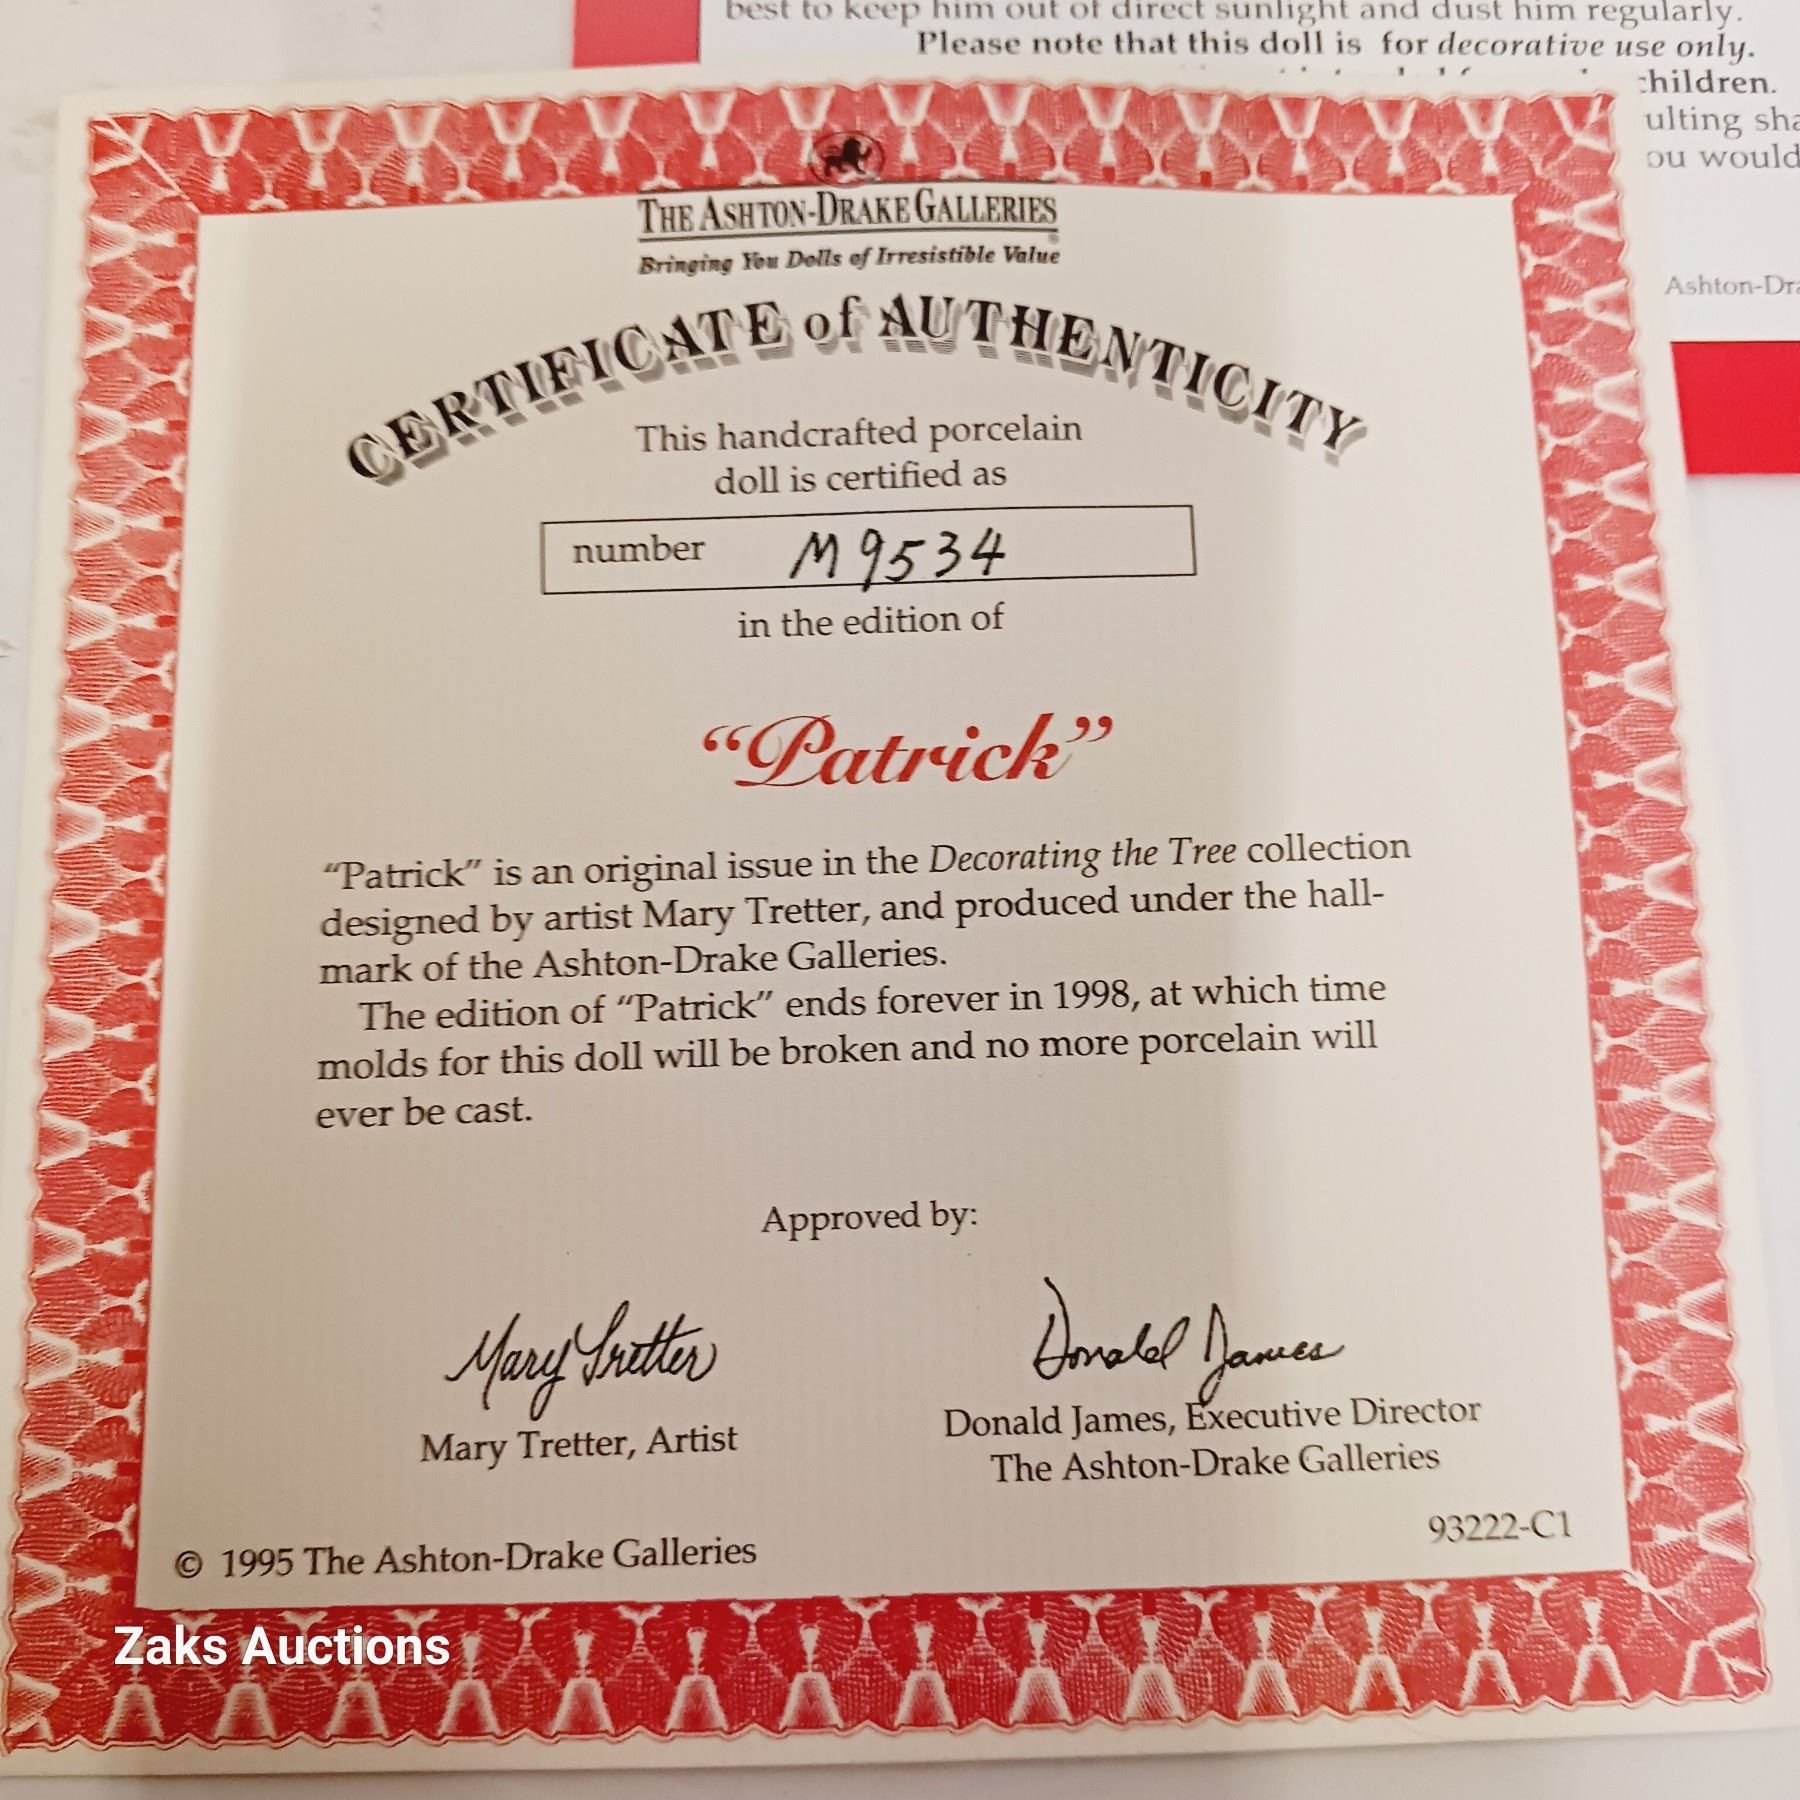 best to keep him out of direct sunlight and dust him regularly.
Please note that this doll is for decorative use only.
children.
ulting sha
ou would
Ashton-Dra
THE ASHTON-DRAKE GALLERIES
®
Bringing You Dolls of Irresistible Value
CERTIFICATE of AUTHENTICITY
This handcrafted porcelain
doll is certified as
number M9534
in the edition of
“Patrick”
“Patrick” is an original issue in the Decorating the Tree collection
designed by artist Mary Tretter, and produced under the hall-
mark of the Ashton-Drake Galleries.
The edition of “Patrick” ends forever in 1998, at which time
molds for this doll will be broken and no more porcelain will
ever be cast.
Approved by:
Mary Tretter
Donald James
Mary Tretter, Artist
Donald James, Executive Director
The Ashton-Drake Galleries
93222-C1
© 1995 The Ashton-Drake Galleries
Zaks Auctions